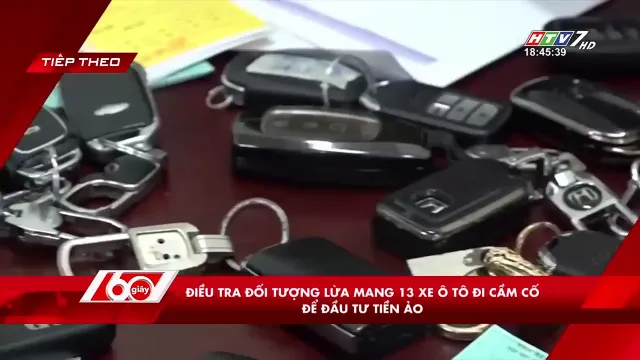 TIẾP THEO
HTV7 HD
18:45:39
60 giây
ĐIỀU TRA ĐỐI TƯỢNG LỪA MANG 13 XE Ô TÔ ĐI CẦM CỐ
ĐỂ ĐẦU TƯ TIỀN ẢO